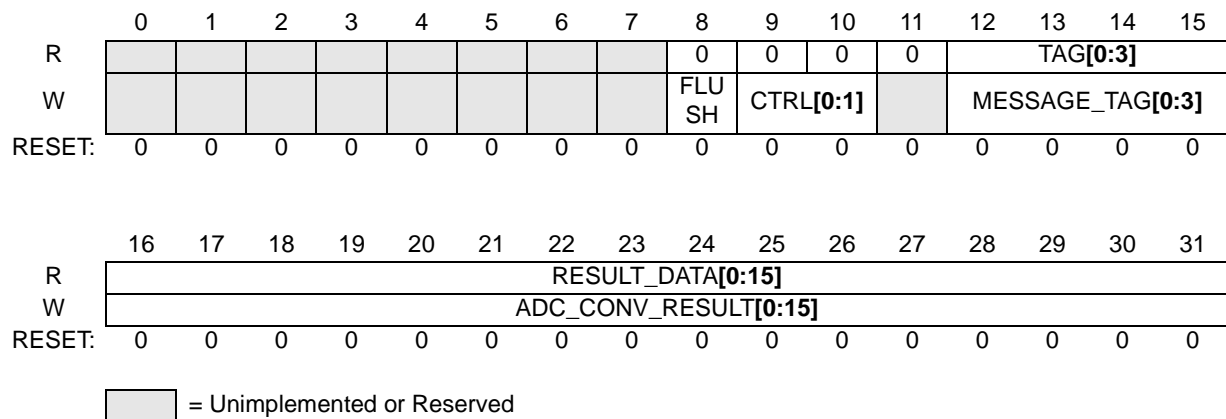 0 1 2 3 4 5 6 7 8 9 10 11 12 13 14 15
R 0 0 0 0 TAG[0:3]
W FLU SH CTRL[0:1] MESSAGE_TAG[0:3]
RESET: 0 0 0 0 0 0 0 0 0 0 0 0 0 0 0 0
16 17 18 19 20 21 22 23 24 25 26 27 28 29 30 31
R RESULT_DATA[0:15]
W ADC_CONV_RESULT[0:15]
RESET: 0 0 0 0 0 0 0 0 0 0 0 0 0 0 0 0
= Unimplemented or Reserved